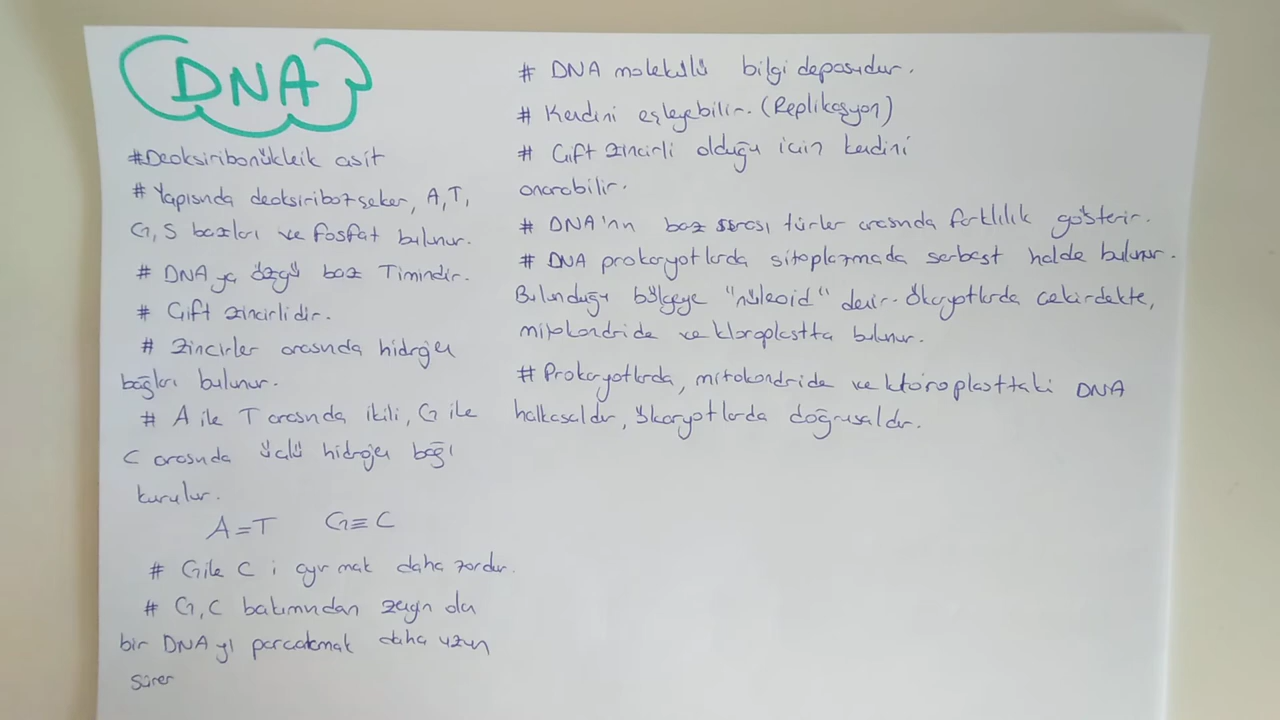 DNA
#Deoksiribonükleik asit
# Yapısında deoksiriboz şeker, A, T,
G, S bazları ve fosfat bulunur.
# DNA ya özgü baz Timindir.
# Çift zincirlidir.
# Zincirler arasında hidrojen
bağları bulunur.
# A ile T arasında ikili, G ile
C arasında üçlü hidrojen bağı
kurulur.
A=T G≡C
# G ile C i ayırmak daha zordur.
# G, C bakımından zengin olan
bir DNA yı parçalamak daha uzun
sürer
# DNA molekülü bilgi deposudur.
# Kendini eşleyebilir. (Replikasyon)
# Çift zincirli olduğu için kendini
onarabilir.
# DNA'nın baz sırası türler arasında farklılık gösterir.
# DNA prokaryotlarda sitoplazmada serbest halde bulunur.
Bulunduğu bölgeye "nükleoid" denir. Ökaryotlarda çekirdekte,
mitokondride ve kloroplastta bulunur.
# Prokaryotlarda, mitokondride ve kloroplasttaki DNA
halkasaldır, ökaryotlarda doğrusaldır.